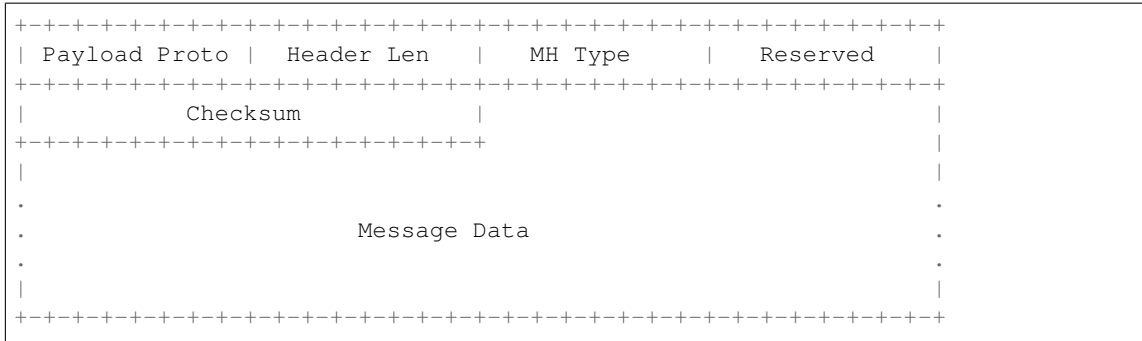 +-+-+-+-+-+-+-+-+-+-+-+-+-+-+-+-+-+-+-+-+-+-+-+-+-+-+-+-+-+-+-+-+
| Payload Proto |  Header Len   |   MH Type     |   Reserved    |
+-+-+-+-+-+-+-+-+-+-+-+-+-+-+-+-+-+-+-+-+-+-+-+-+-+-+-+-+-+-+-+-+
|           Checksum            |                               |
+-+-+-+-+-+-+-+-+-+-+-+-+-+-+-+-+                               |
|                                                               |
.                                                               .
.                       Message Data                            .
.                                                               .
|                                                               |
+-+-+-+-+-+-+-+-+-+-+-+-+-+-+-+-+-+-+-+-+-+-+-+-+-+-+-+-+-+-+-+-+